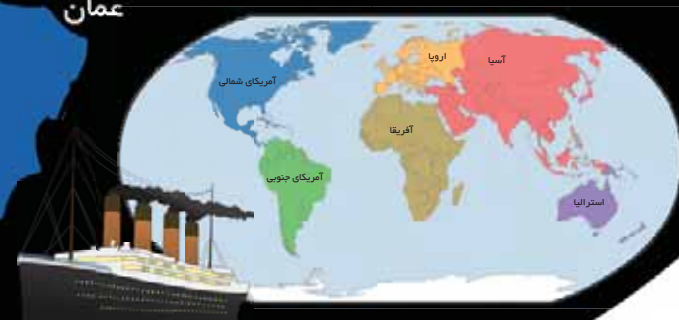 عمان
اروپا
آسیا
آمریکای شمالی
آفریقا
آمریکای جنوبی
استرالیا